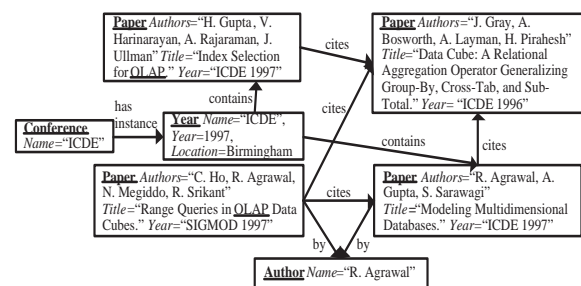 Paper Authors="H. Gupta, V.
Harinarayan, A. Rajaraman, J.
Ullman" Title="Index Selection
for OLAP." Year="ICDE 1997"
cites
Paper Authors="J. Gray, A.
Bosworth, A. Layman, H. Pirahesh"
Title="Data Cube: A Relational
Aggregation Operator Generalizing
Group-By, Cross-Tab, and Sub-
Total." Year= "ICDE 1996"
contains
cites
has
instance
Conference
Name="ICDE"
Year Name="ICDE",
Year=1997,
Location=Birmingham
contains
cites
Paper Authors="C. Ho, R. Agrawal,
N. Megiddo, R. Srikant"
Title="Range Queries in OLAP Data
Cubes." Year="SIGMOD 1997"
cites
Paper Authors="R. Agrawal, A.
Gupta, S. Sarawagi"
Title="Modeling Multidimensional
Databases." Year="ICDE 1997"
by
by
Author Name="R. Agrawal"